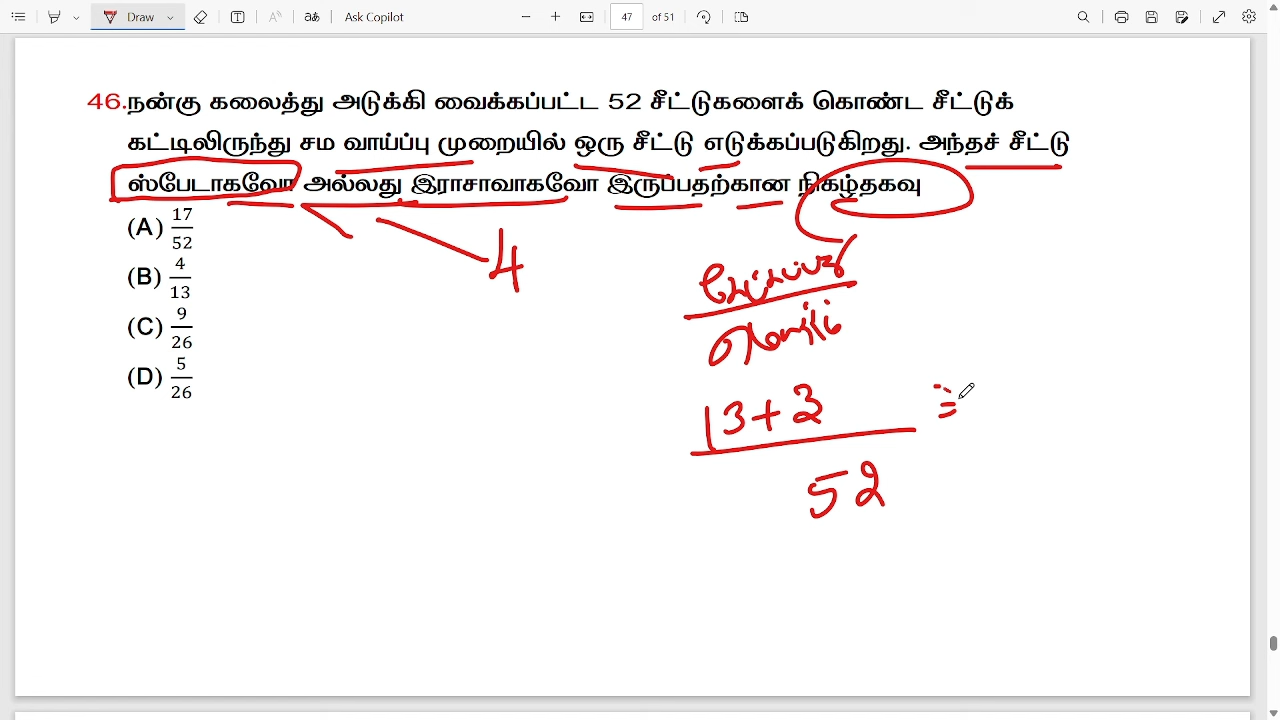 Draw
Ask Copilot
47 of 51
46.நன்கு கலைத்து அடுக்கி வைக்கப்பட்ட 52 சீட்டுகளைக் கொண்ட சீட்டுக்
கட்டிலிருந்து சம வாய்ப்பு முறையில் ஒரு சீட்டு எடுக்கப்படுகிறது. அந்தச் சீட்டு
ஸ்பேடாகவோ அல்லது இராசாவாகவோ இருப்பதற்கான நிகழ்தகவு
(A) 17/52
(B) 4/13
(C) 9/26
(D) 5/26
4
13+3
52